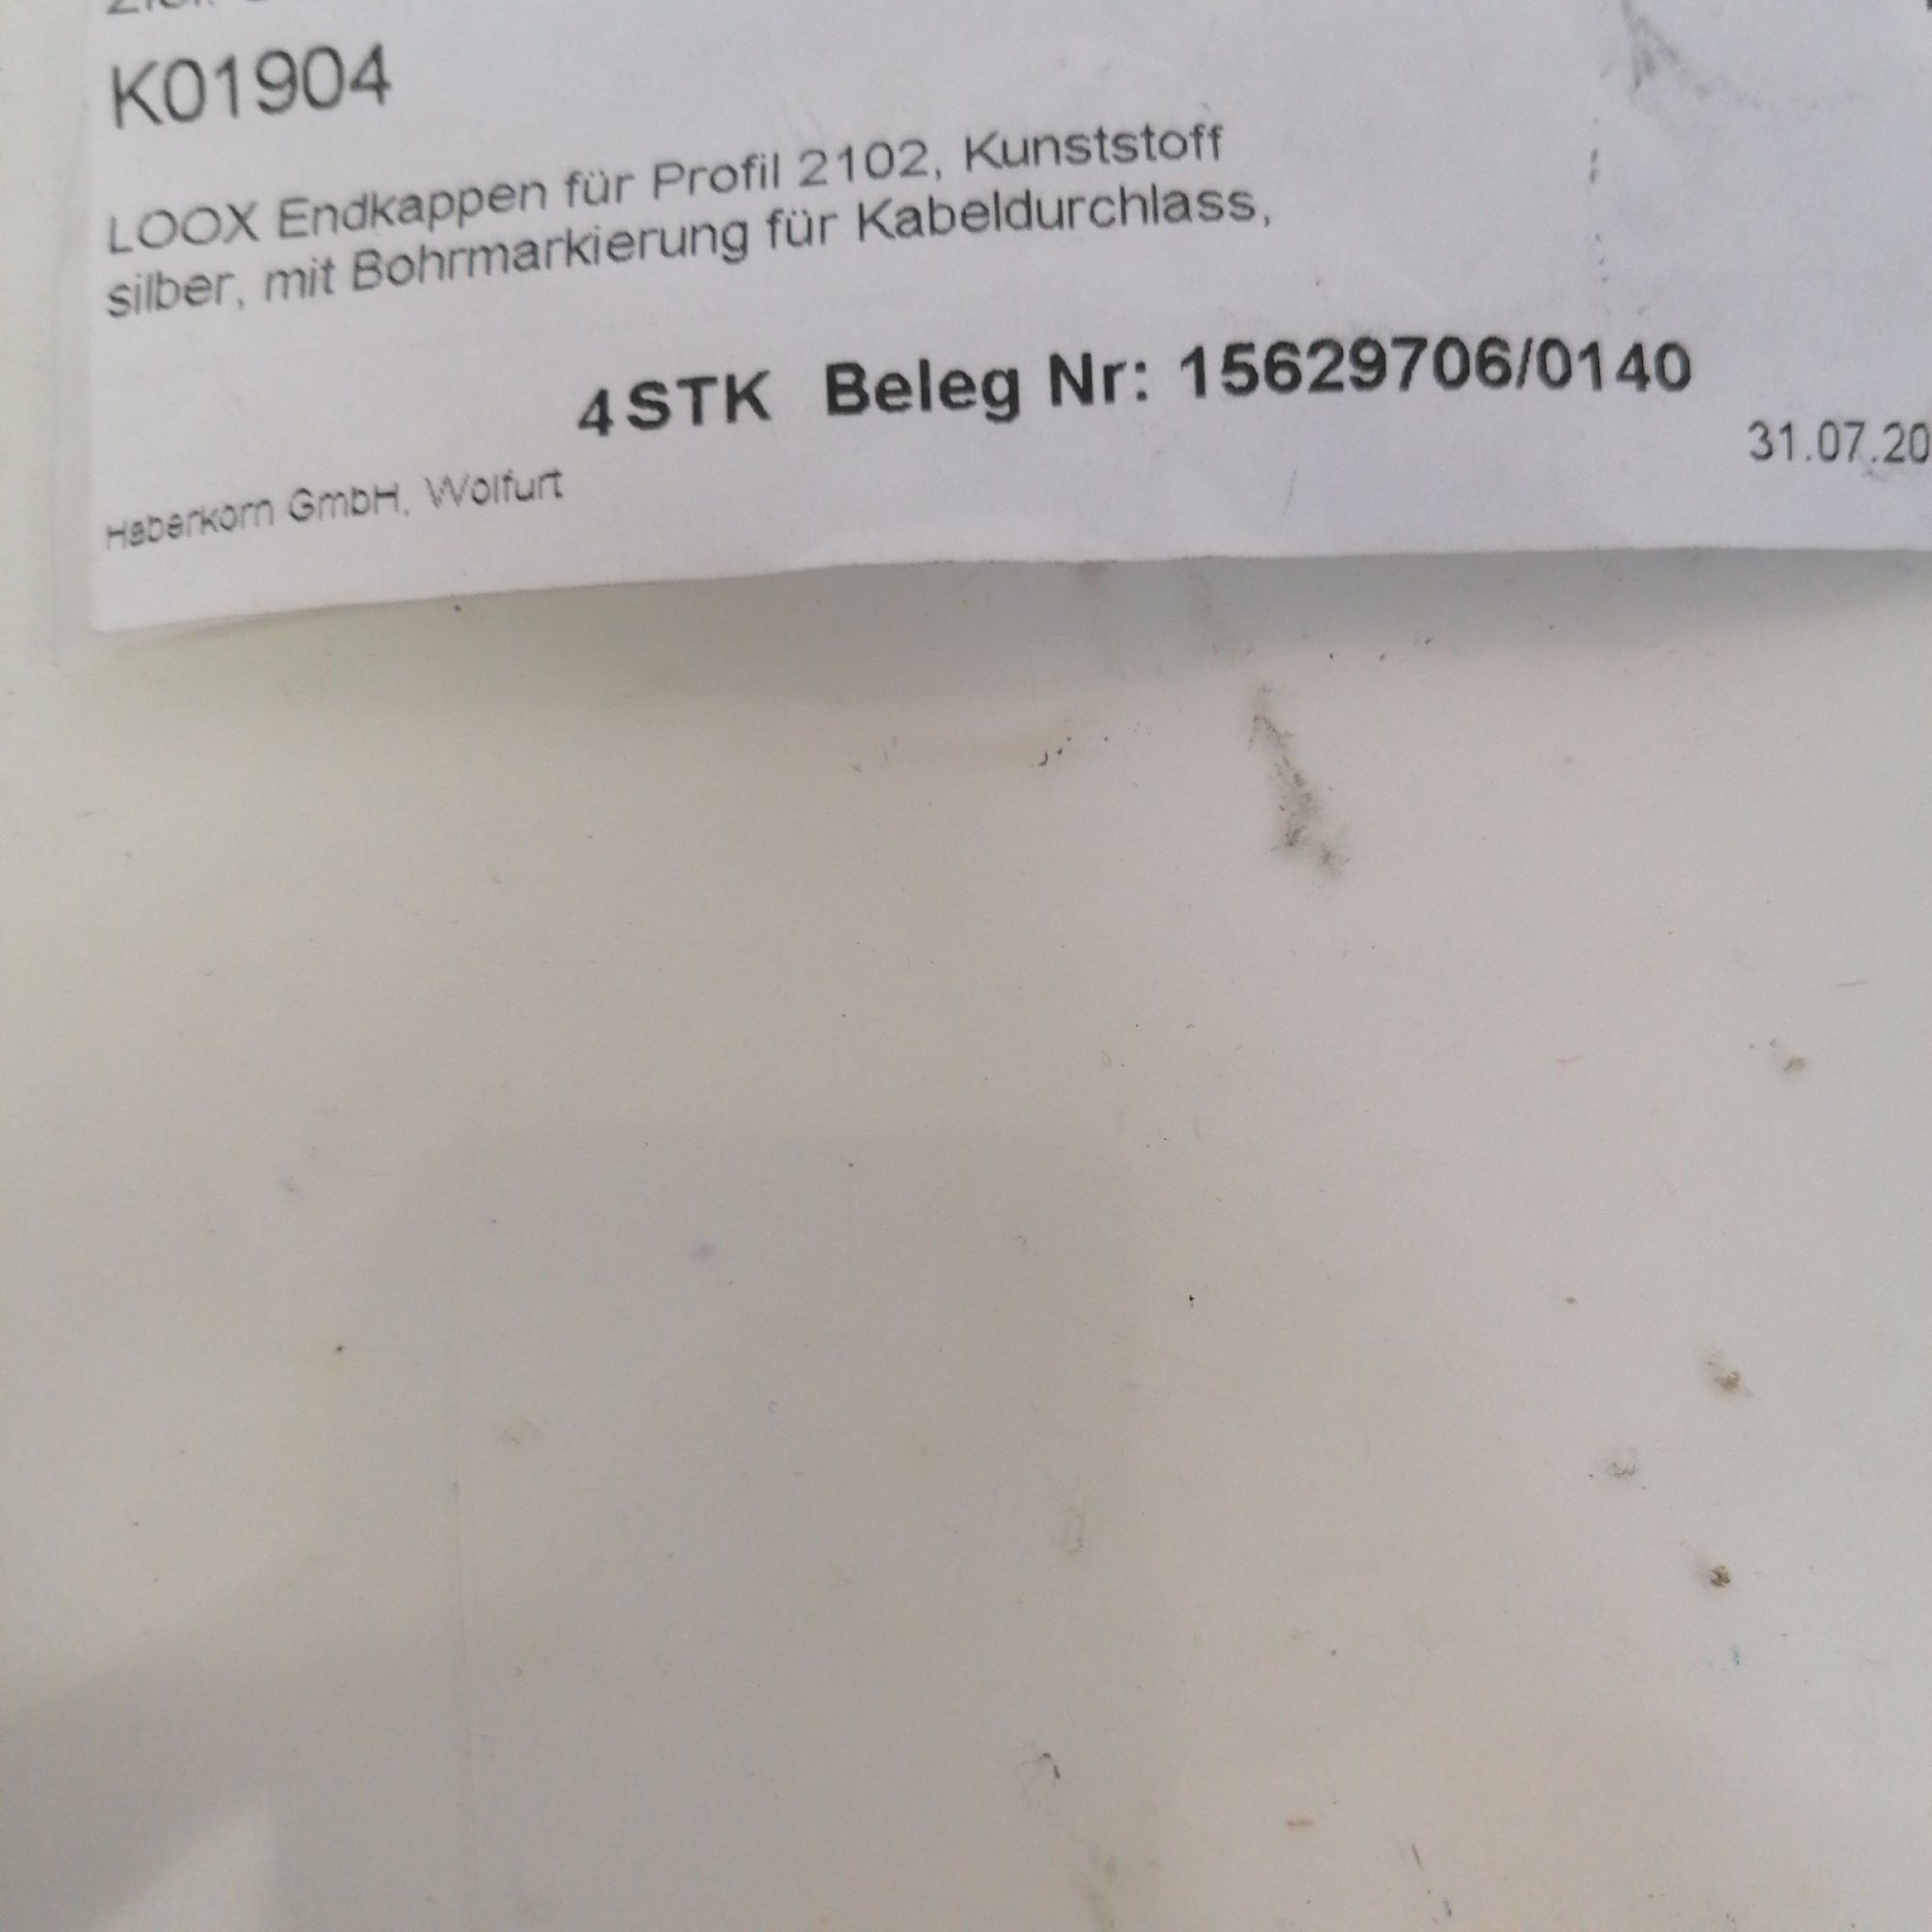 K01904
LOOX Endkappen für Profil 2102, Kunststoff
silber, mit Bohrmarkierung für Kabeldurchlass,
4STK Beleg Nr: 15629706/0140
31.07.20
Haberkorn GmbH, Wolfurt